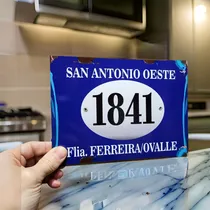 SAN ANTONIO OESTE
1841
Flia. FERREIRA/OVALLE